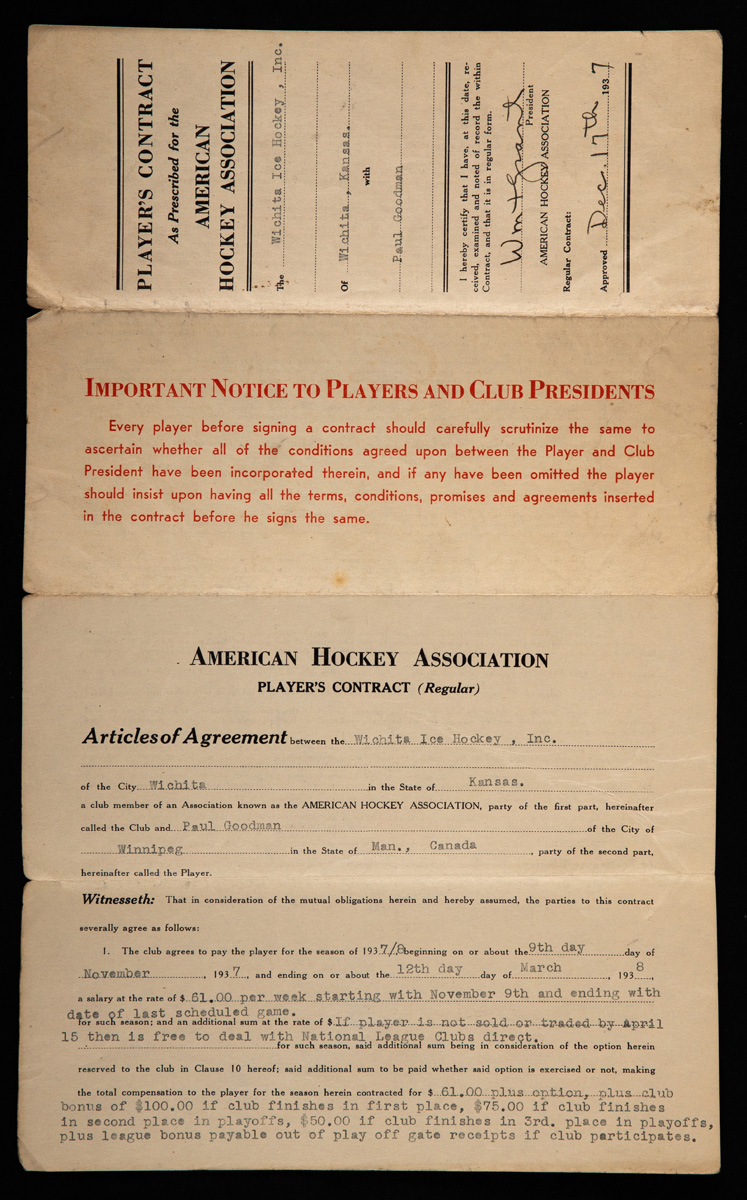 PLAYER'S CONTRACT
As Prescribed for the
AMERICAN
HOCKEY ASSOCIATION
The Wichita Ice Hockey , Inc.
Of Wichita , Kansas.
with
Paul Goodman
I hereby certify that I have, at this date, re-
ceived, examined and noted of record the within
Contract, and that it is in regular form.
Wm F Grant
President
AMERICAN HOCKEY ASSOCIATION
Regular Contract:
Approved Dec. 17th 1937
IMPORTANT NOTICE TO PLAYERS AND CLUB PRESIDENTS
Every player before signing a contract should carefully scrutinize the same to
ascertain whether all of the conditions agreed upon between the Player and Club
President have been incorporated therein, and if any have been omitted the player
should insist upon having all the terms, conditions, promises and agreements inserted
in the contract before he signs the same.
AMERICAN HOCKEY ASSOCIATION
PLAYER'S CONTRACT (Regular)
Articles of Agreement between the Wichita Ice Hockey , Inc.
of the City Wichita in the State of Kansas.
a club member of an Association known as the AMERICAN HOCKEY ASSOCIATION, party of the first part, hereinafter
called the Club and Paul Goodman of the City of
Winnipeg in the State of Man., Canada, party of the second part,
hereinafter called the Player.
Witnesseth: That in consideration of the mutual obligations herein and hereby assumed, the parties to this contract
severally agree as follows:
1. The club agrees to pay the player for the season of 1937/8 beginning on or about the 9th day day of
November, 1937, and ending on or about the 12th day day of March, 1938,
a salary at the rate of $ 61.00 per week starting with November 9th and ending with
date of last scheduled game.
for such season; and an additional sum at the rate of $ If player is not sold or traded by April
15 then is free to deal with National League Clubs direct.
for such season, said additional sum being in consideration of the option herein
reserved to the club in Clause 10 hereof; said additional sum to be paid whether said option is exercised or not, making
the total compensation to the player for the season herein contracted for $ 61.00 plus option, plus club
bonus of $100.00 if club finishes in first place, $75.00 if club finishes
in second place in playoffs, $50.00 if club finishes in 3rd. place in playoffs,
plus league bonus payable out of play off gate receipts if club participates.